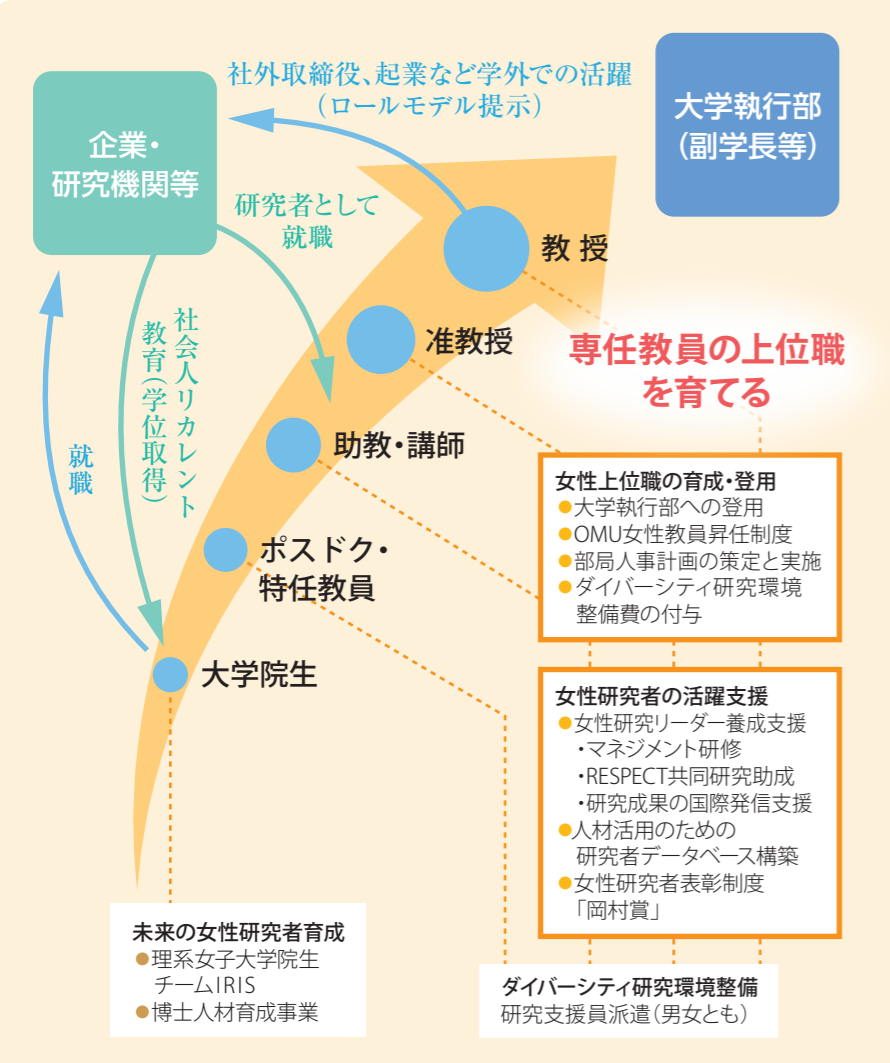 社外取締役、起業など学外での活躍
（ロールモデル提示）
大学執行部
（副学長等）
企業・
研究機関等
研究者として
就職
教 授
准教授
専任教員の上位職
を育てる
社会人リカレント
教育（学位取得）
就職
助教・講師
ポスドク・
特任教員
大学院生
女性上位職の育成・登用
●大学執行部への登用
●OMU女性教員昇任制度
●部局人事計画の策定と実施
●ダイバーシティ研究環境
整備費の付与
女性研究者の活躍支援
●女性研究リーダー養成支援
・マネジメント研修
・RESPECT共同研究助成
・研究成果の国際発信支援
●人材活用のための
研究者データベース構築
●女性研究者表彰制度
「岡村賞」
未来の女性研究者育成
●理系女子大学院生
チームIRIS
●博士人材育成事業
ダイバーシティ研究環境整備
研究支援員派遣（男女とも）